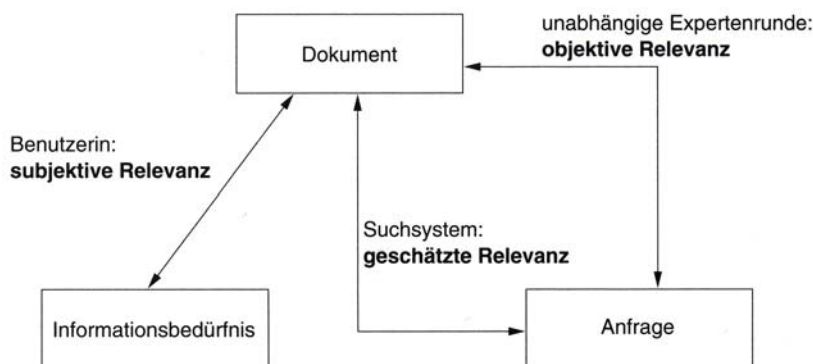 unabhängige Expertenrunde:
objektive Relevanz
Dokument
Benutzerin:
subjektive Relevanz
Suchsystem:
geschätzte Relevanz
Informationsbedürfnis
Anfrage